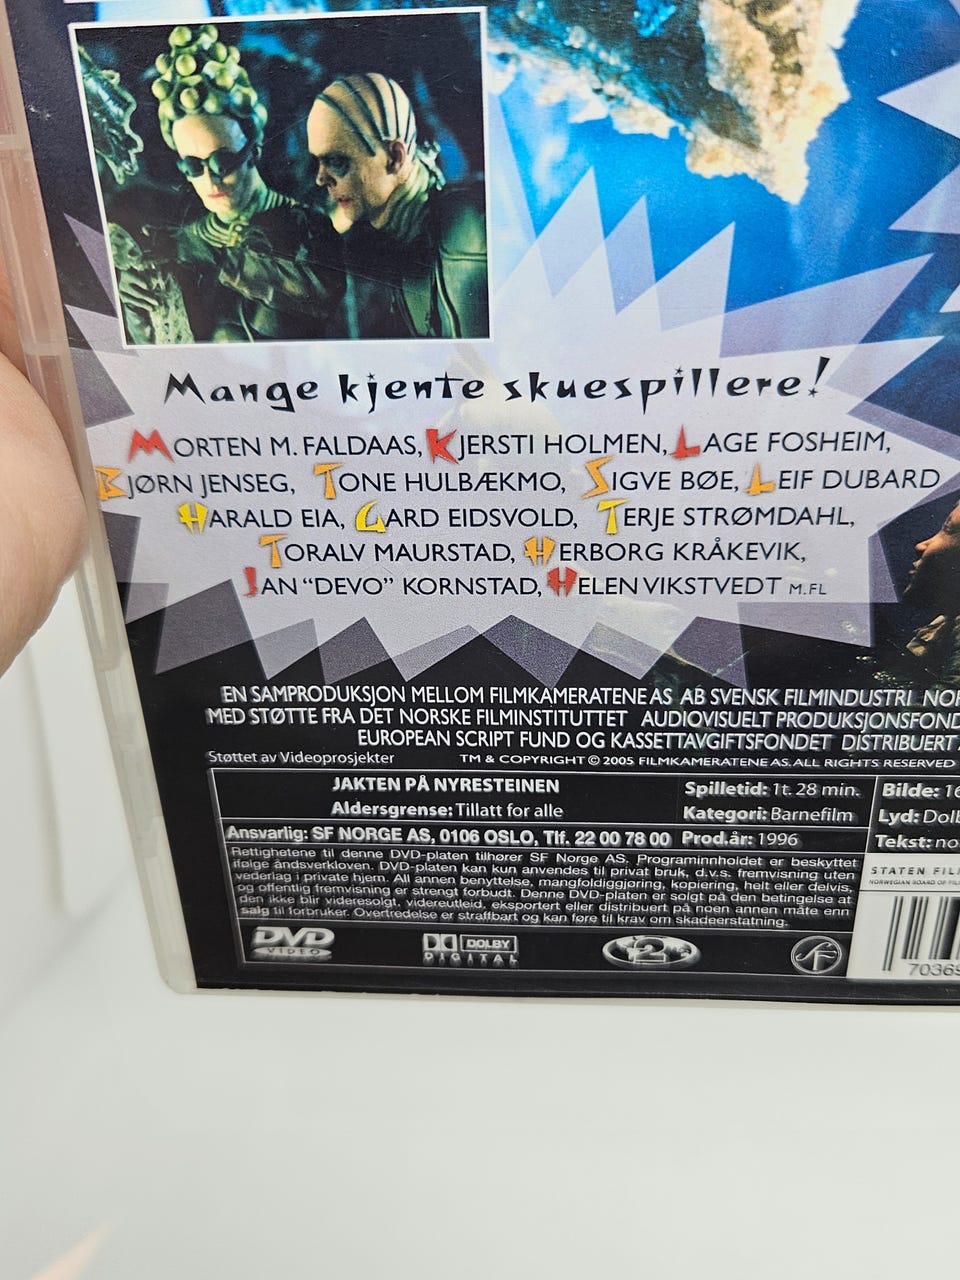 Mange kjente skuespillere!
MORTEN M. FALDAAS, KJERSTI HOLMEN, LAGE FOSHEIM,
BJØRN JENSEG, TONE HULBÆKMO, SIGVE BØE, LEIF DUBARD
HARALD EIA, GARD EIDSVOLD, TERJE STRØMDAHL,
TORALV MAURSTAD, HERBORG KRÅKEVIK,
JAN "DEVO" KORNSTAD, HELEN VIKSTVEDT M.FL
EN SAMPRODUKSJON MELLOM FILMKAMERATENE AS AB SVENSK FILMINDUSTRI
MED STØTTE FRA DET NORSKE FILMINSTITUTTET AUDIOVISUELT PRODUKSJONSFOND
EUROPEAN SCRIPT FUND OG KASSETTAVGIFTSFONDET DISTRIBUERT
Støttet av Videoprosjekter TM & COPYRIGHT © 2005 FILMKAMERATENE AS. ALL RIGHTS RESERVED
JAKTEN PÅ NYRESTEINEN Spilletid: 1t. 28 min. Bilde: 16
Aldersgrense: Tillatt for alle Kategori: Barnefilm Lyd: Dolb
Ansvarlig: SF NORGE AS, 0106 OSLO, Tlf. 22 00 78 00 Prod.år: 1996 Tekst: no
Rettighetene til denne DVD-platen tilhører SF Norge AS. Programinnholdet er beskyttet
ifølge åndsverkloven. DVD-platen kan kun anvendes til privat bruk, d.v.s. fremvisning uten
vederlag i private hjem. All annen benyttelse, mangfoldiggjøring, kopiering, helt eller delvis,
og offentlig fremvisning er strengt forbudt. Denne DVD-platen er solgt på den betingelse at
den ikke blir videresolgt, videreutleid, eksportert eller distribuert på noen annen måte enn
salg til forbruker. Overtredelse er straffbart og kan føre til krav om skadeerstatning.
STATEN FIL
NORWEGIAN BOARD OF FIL
DVD VIDEO DOLBY DIGITAL 2 SF
70369